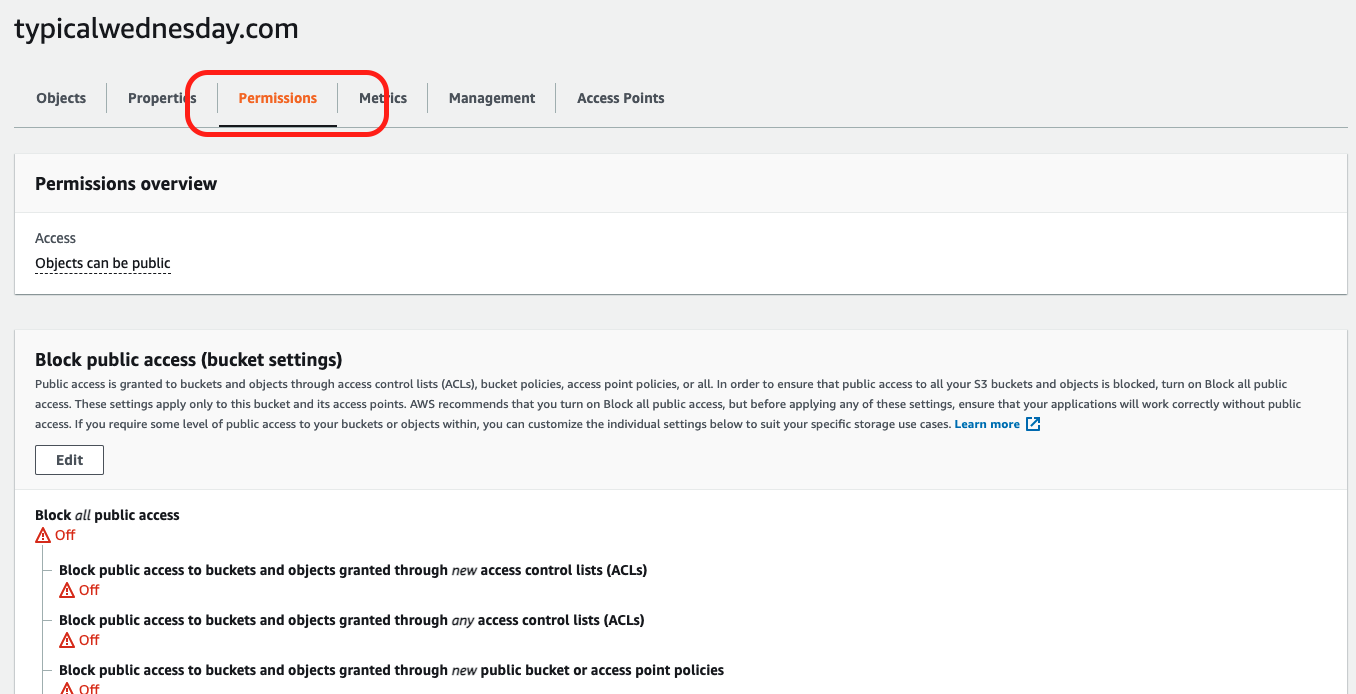 typicalwednesday.com
Objects
Properties
Permissions
Metrics
Management
Access Points
Permissions overview
Access
Objects can be public
Block public access (bucket settings)
Public access is granted to buckets and objects through access control lists (ACLs), bucket policies, access point policies, or all. In order to ensure that public access to all your S3 buckets and objects is blocked, turn on Block all public
access. These settings apply only to this bucket and its access points. AWS recommends that you turn on Block all public access, but before applying any of these settings, ensure that your applications will work correctly without public
access. If you require some level of public access to your buckets or objects within, you can customize the individual settings below to suit your specific storage use cases. Learn more
Edit
Block all public access
Off
Block public access to buckets and objects granted through new access control lists (ACLs)
Off
Block public access to buckets and objects granted through any access control lists (ACLs)
Off
Block public access to buckets and objects granted through new public bucket or access point policies
Off